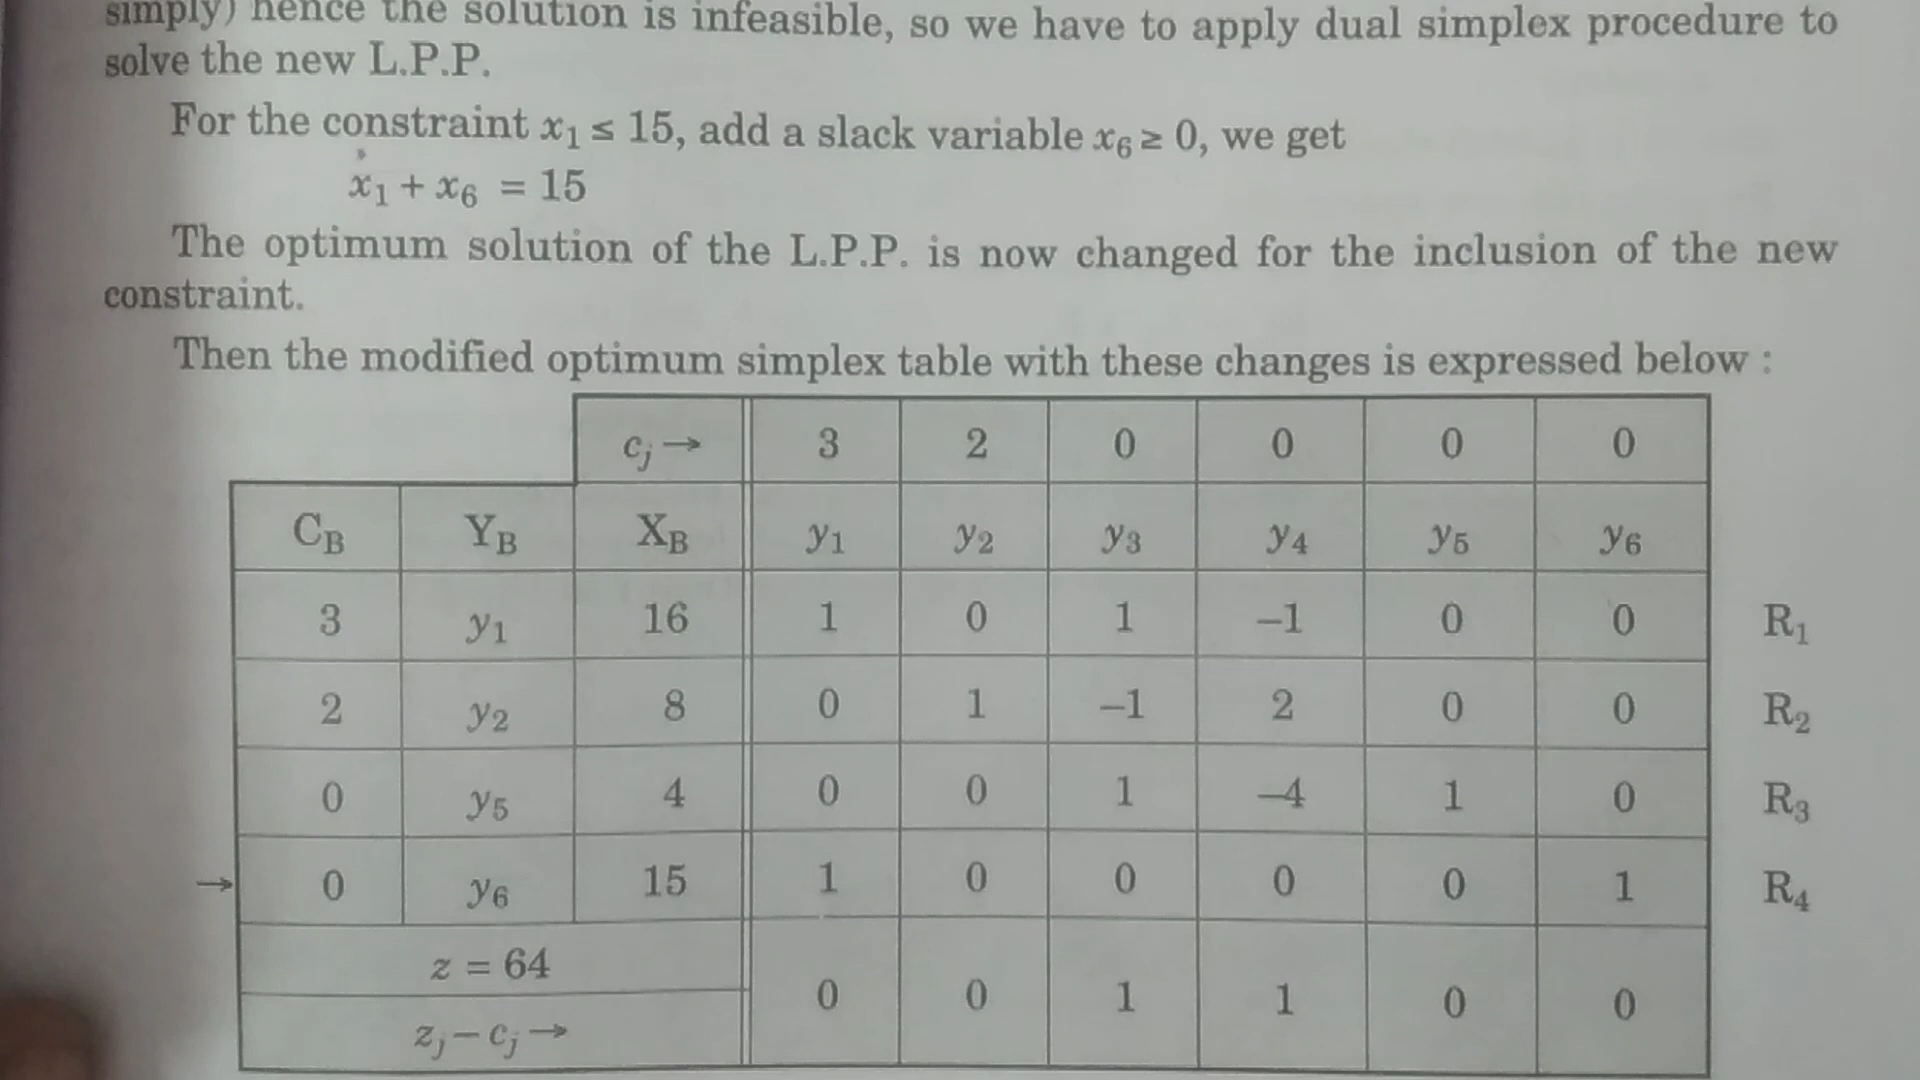 simply) hence the solution is infeasible, so we have to apply dual simplex procedure to
solve the new L.P.P.
For the constraint x₁ ≤ 15, add a slack variable x₆ ≥ 0, we get
x₁ + x₆ = 15
The optimum solution of the L.P.P. is now changed for the inclusion of the new
constraint.
Then the modified optimum simplex table with these changes is expressed below :
cⱼ → 3 2 0 0 0 0
C_B Y_B X_B y₁ y₂ y₃ y₄ y₅ y₆
3 y₁ 16 1 0 1 –1 0 0 R₁
2 y₂ 8 0 1 –1 2 0 0 R₂
0 y₅ 4 0 0 1 –4 1 0 R₃
→ 0 y₆ 15 1 0 0 0 0 1 R₄
z = 64
0 0 1 1 0 0
zⱼ – cⱼ →